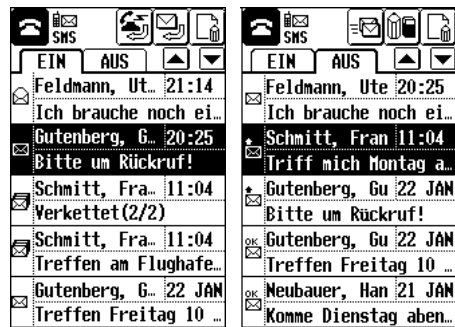 SMS
EIN AUS
Feldmann, Ut… 21:14
Ich brauche noch ei…
Gutenberg, G… 20:25
Bitte um Rückruf!
Schmitt, Fra… 11:04
Verkettet(2/2)
Schmitt, Fra… 11:04
Treffen am Flughafe…
Gutenberg, G… 22 JAN
Treffen Freitag 10 …
SMS
EIN AUS
Feldmann, Ute 20:25
Ich brauche noch ei…
Schmitt, Fran 11:04
Triff mich Montag a…
Gutenberg, Gu 22 JAN
Bitte um Rückruf!
OK Gutenberg, Gu 22 JAN
Treffen Freitag 10 …
OK Neubauer, Han 21 JAN
Komme Dienstag aben…